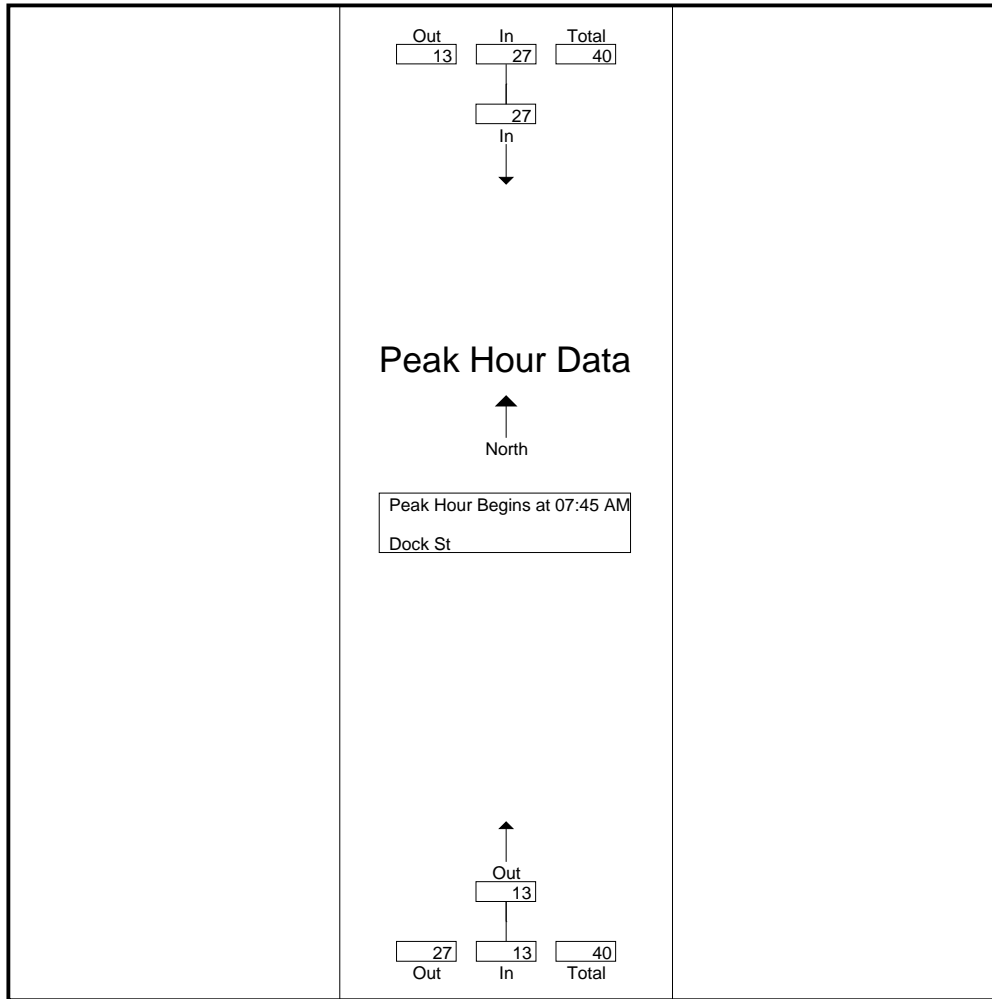 Out In Total
13 27 40
27
In
Peak Hour Data
North
Peak Hour Begins at 07:45 AM
Dock St
Out
13
27 13 40
Out In Total